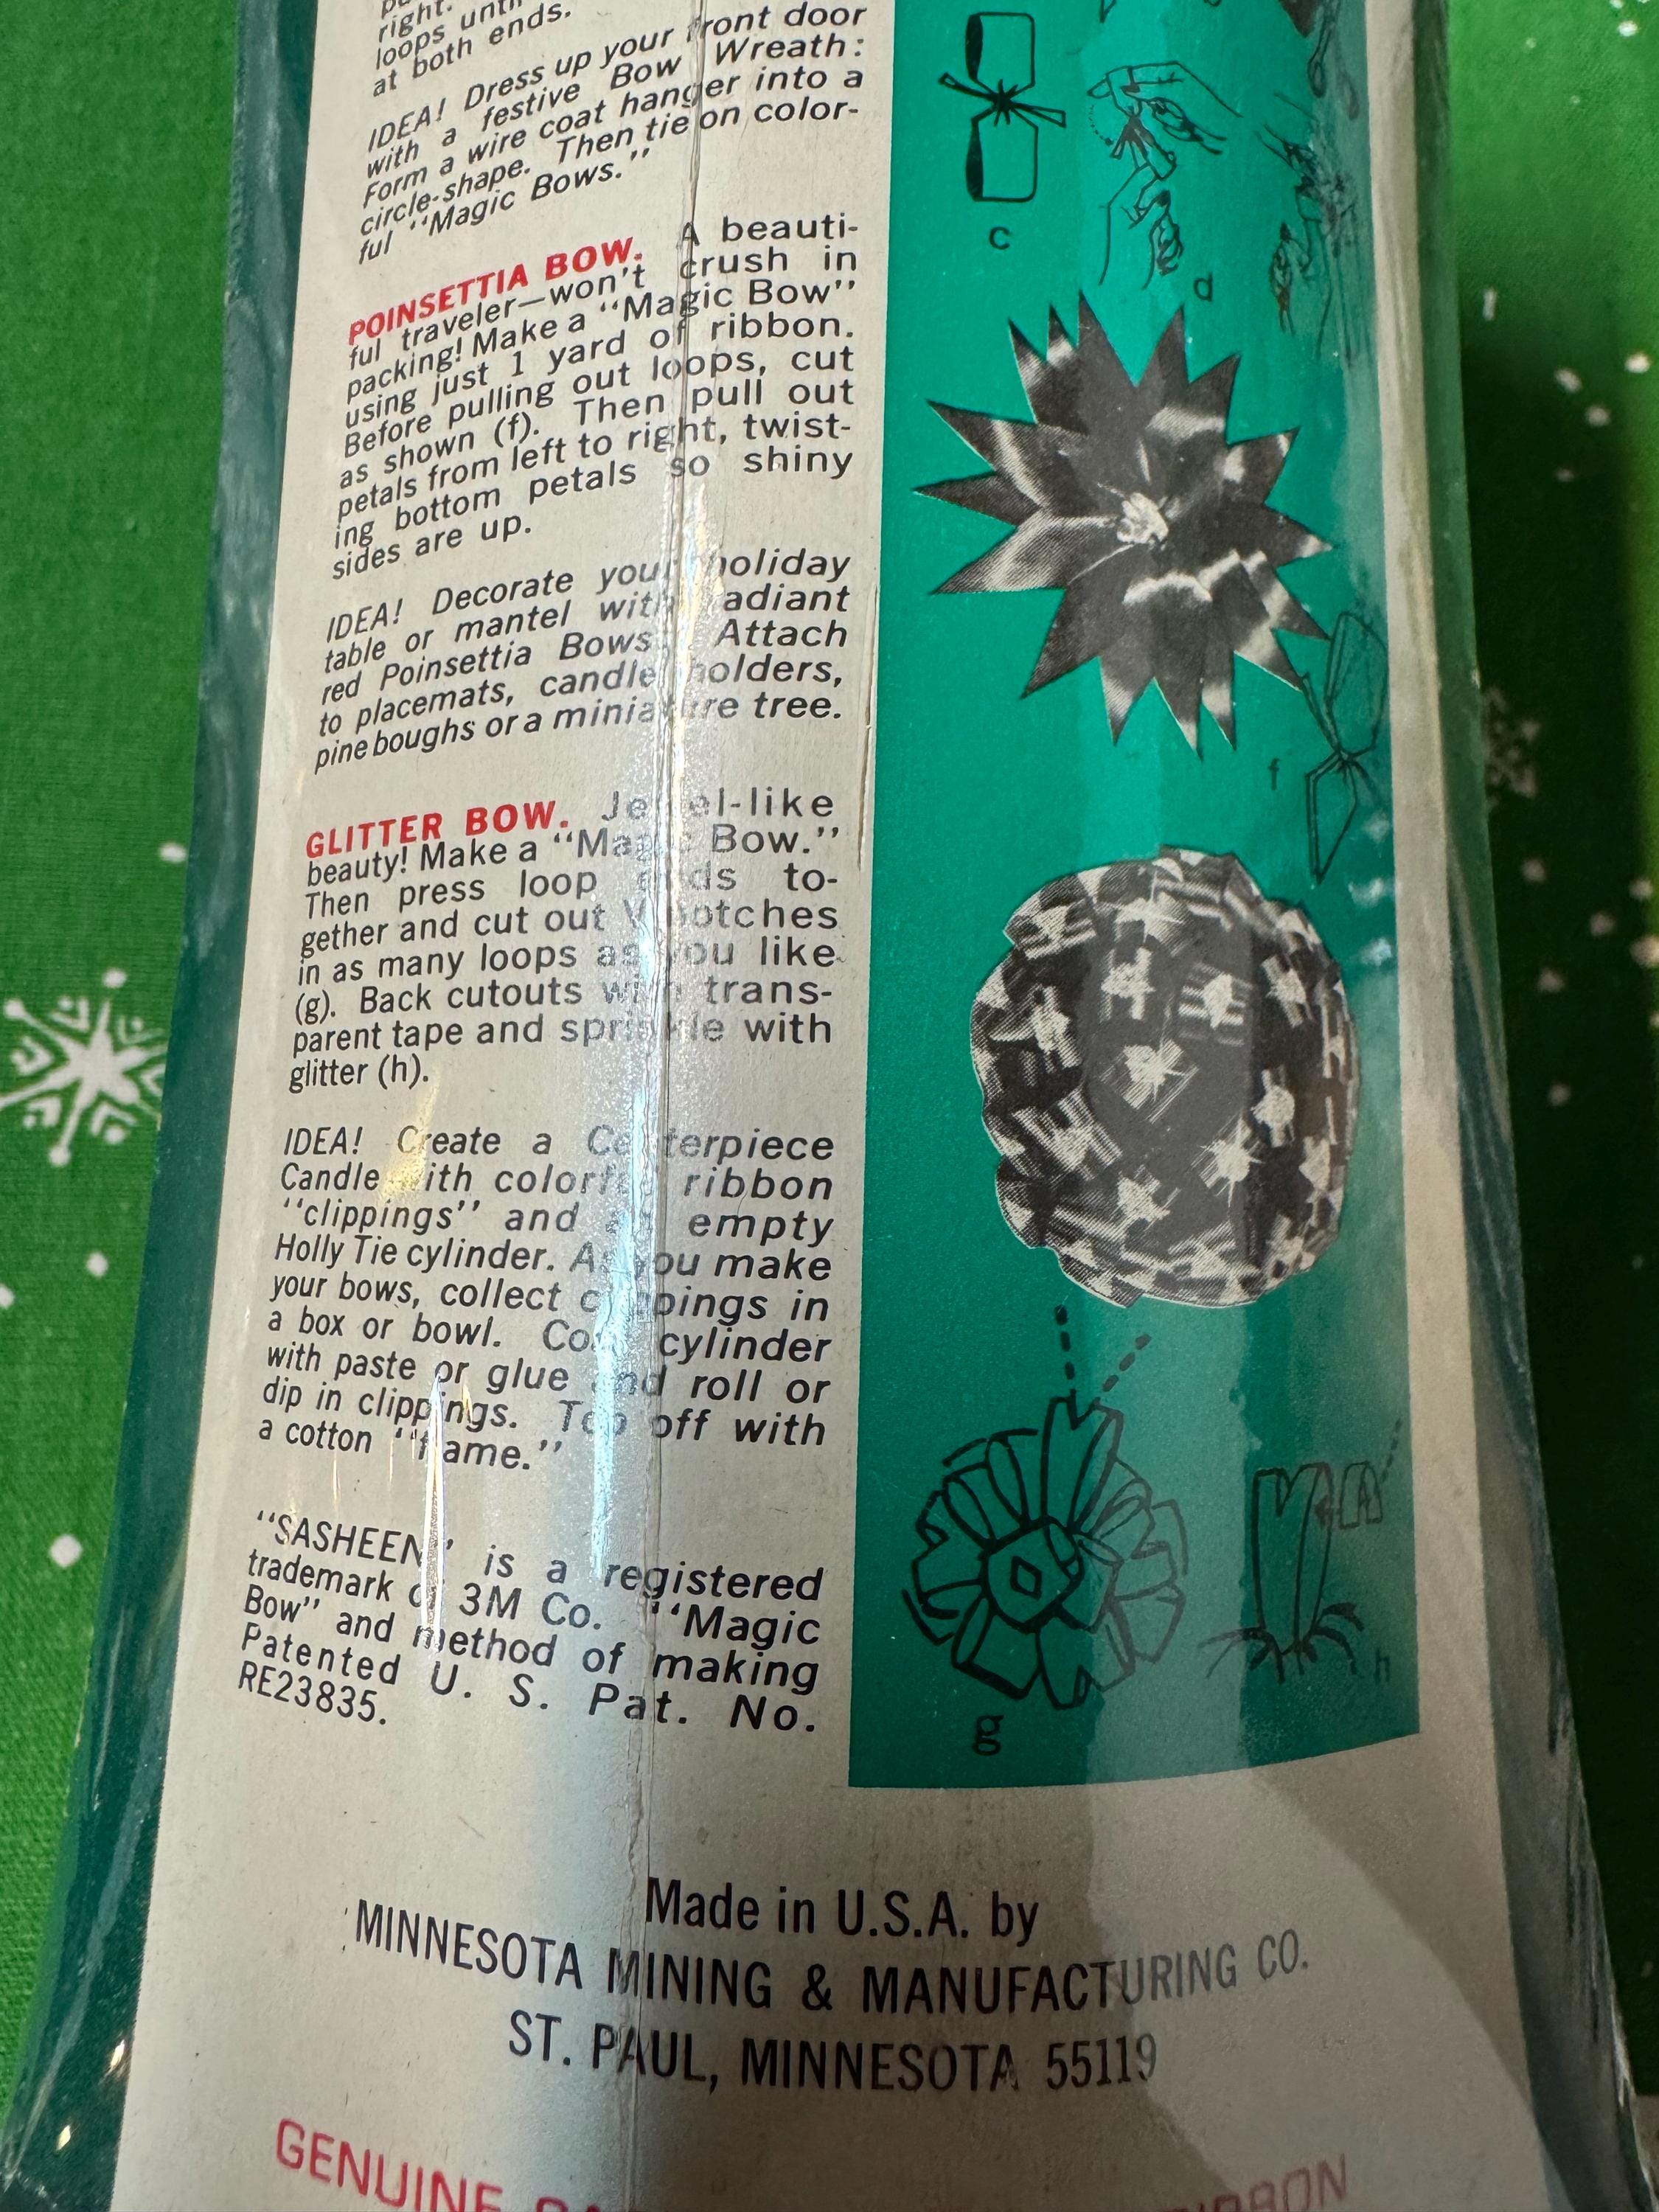 right.
loops until
at both ends.
IDEA! Dress up your front door
with a festive Bow Wreath:
Form a wire coat hanger into a
circle-shape. Then tie on color-
ful "Magic Bows."
POINSETTIA BOW. A beauti-
ful traveler—won't crush in
packing! Make a "Magic Bow"
using just 1 yard of ribbon.
Before pulling out loops, cut
as shown (f). Then pull out
petals from left to right, twist-
ing bottom petals so shiny
sides are up.
IDEA! Decorate your holiday
table or mantel with radiant
red Poinsettia Bows. Attach
to placemats, candle holders,
pine boughs or a miniature tree.
GLITTER BOW. Jewel-like
beauty! Make a "Magic Bow."
Then press loop ends to-
gether and cut out V notches
in as many loops as you like
(g). Back cutouts with trans-
parent tape and sprinkle with
glitter (h).
IDEA! Create a Centerpiece
Candle with colorful ribbon
"clippings" and an empty
Holly Tie cylinder. As you make
your bows, collect clippings in
a box or bowl. Coat cylinder
with paste or glue and roll or
dip in clippings. Top off with
a cotton "flame."
"SASHEEN" is a registered
trademark of 3M Co. "Magic
Bow" and method of making
Patented U. S. Pat. No.
RE23835.
c
d
f
g
h
Made in U.S.A. by
MINNESOTA MINING & MANUFACTURING CO.
ST. PAUL, MINNESOTA 55119
GENUINE RIBBON